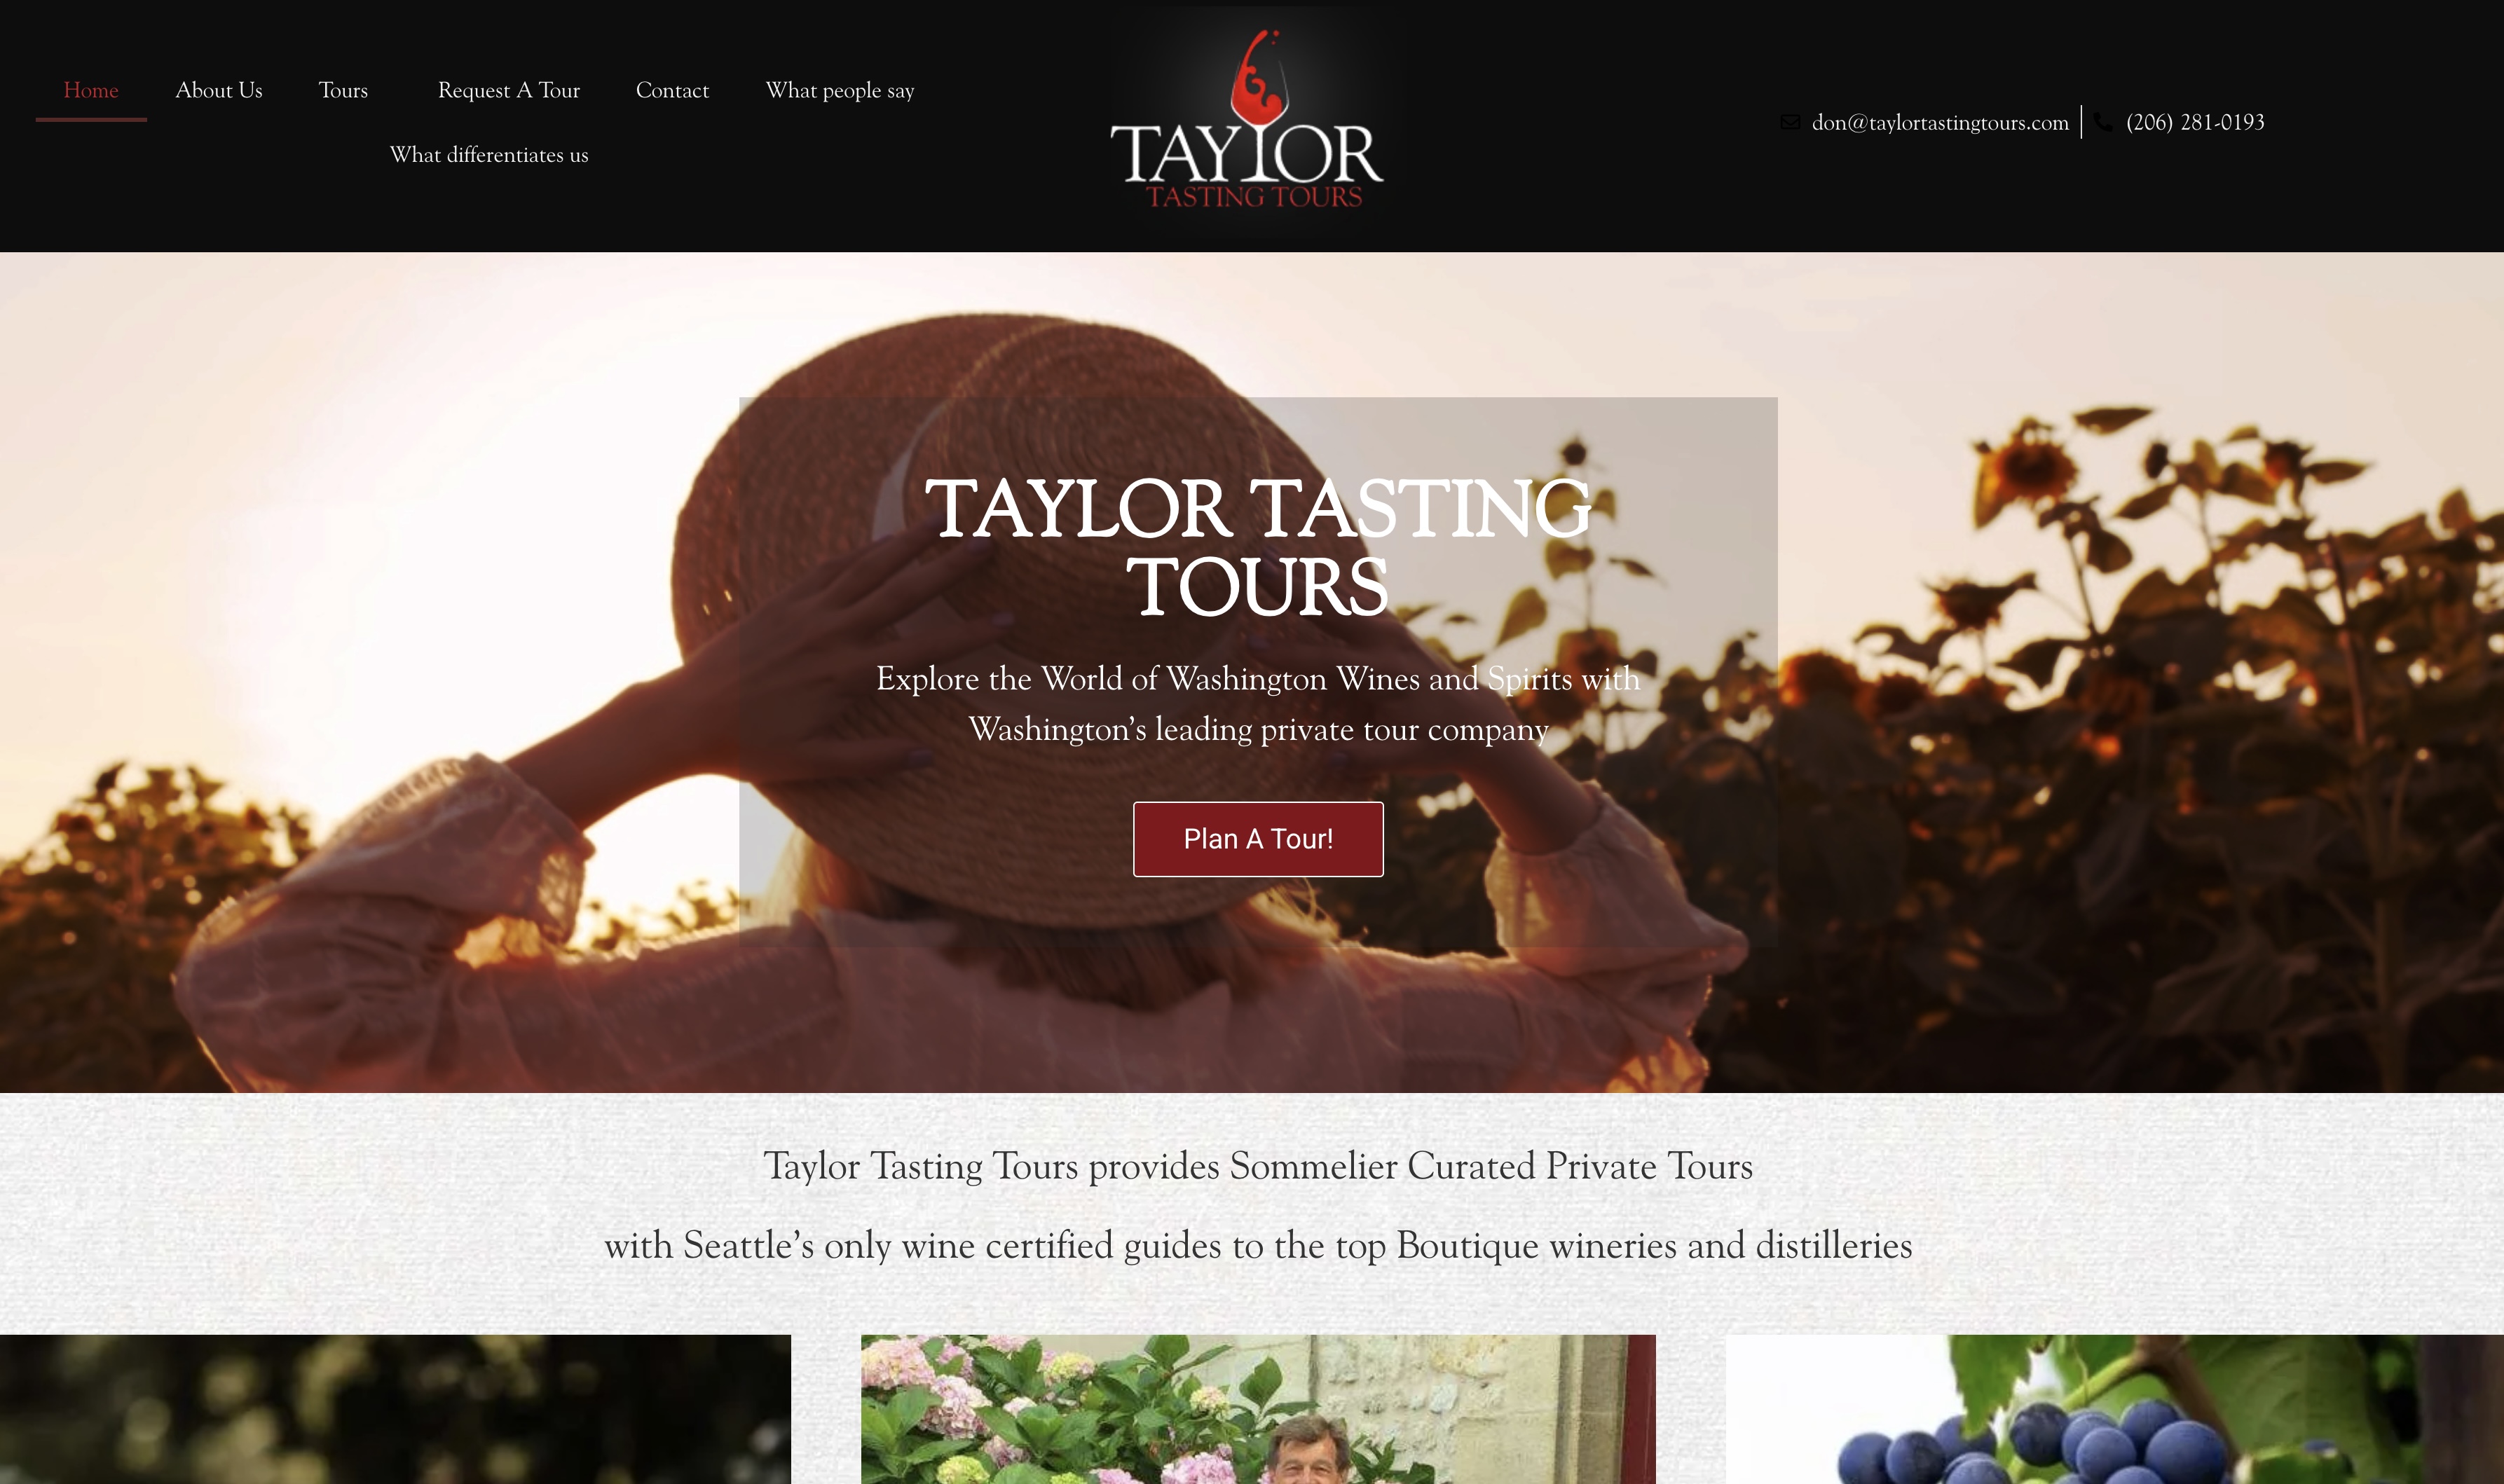 Home About Us Tours Request A Tour Contact What people say
What differentiates us
TAYLOR
TASTING TOURS
don@taylortastingtours.com (206) 281-0193
TAYLOR TASTING
TOURS
Explore the World of Washington Wines and Spirits with
Washington's leading private tour company
Plan A Tour!
Taylor Tasting Tours provides Sommelier Curated Private Tours
with Seattle's only wine certified guides to the top Boutique wineries and distilleries